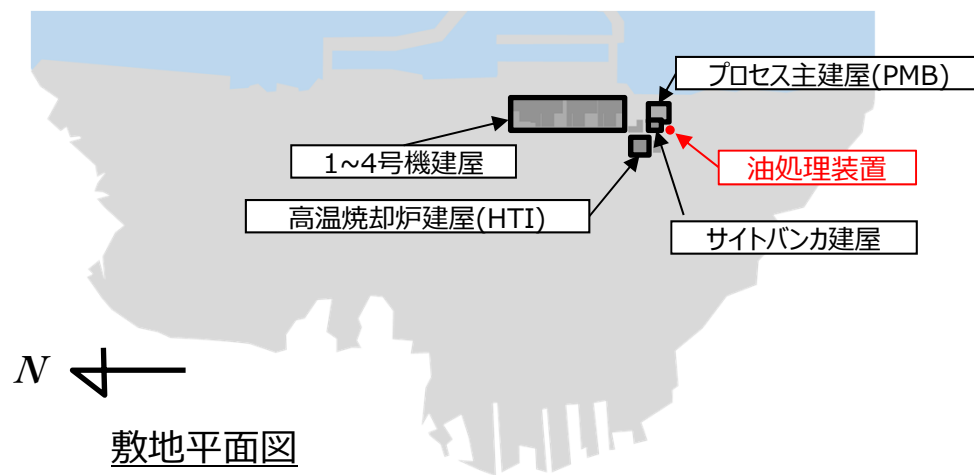 プロセス主建屋(PMB)
1~4号機建屋
油処理装置
高温焼却炉建屋(HTI)
サイトバンカ建屋
N
敷地平面図